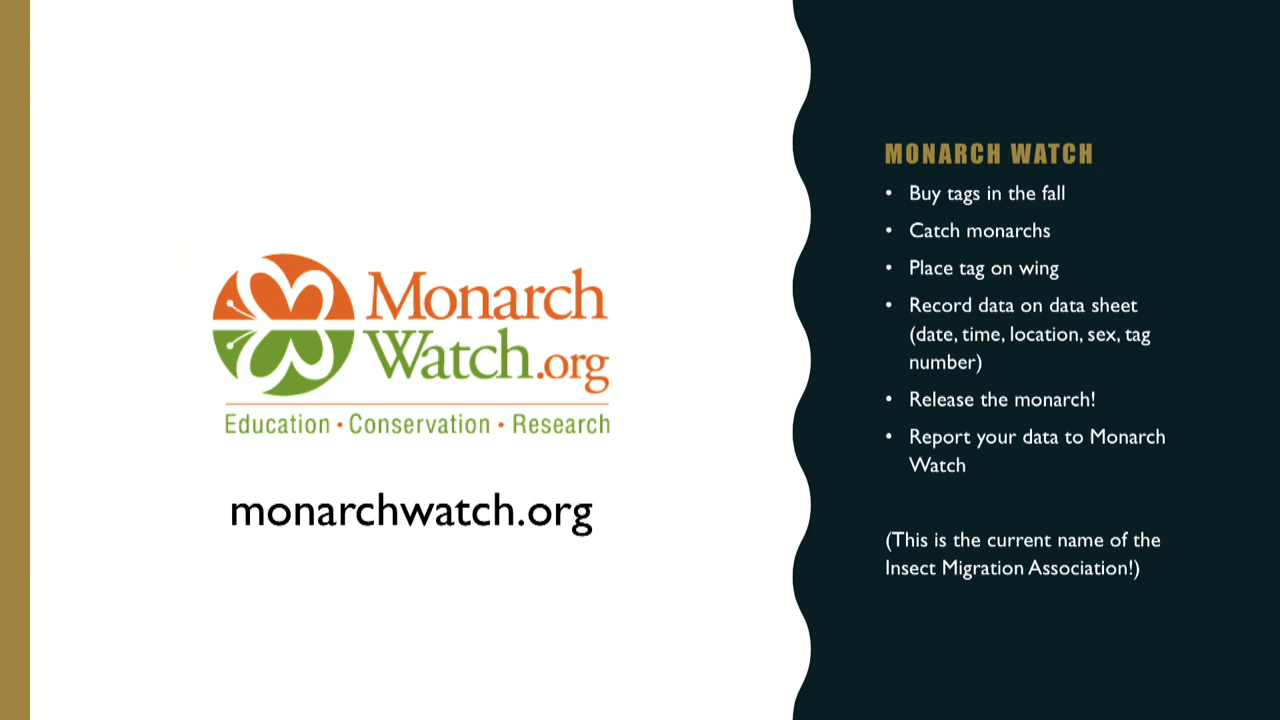 Monarch
Watch.org
Education • Conservation • Research
monarchwatch.org
MONARCH WATCH
• Buy tags in the fall
• Catch monarchs
• Place tag on wing
• Record data on data sheet
(date, time, location, sex, tag
number)
• Release the monarch!
• Report your data to Monarch
Watch
(This is the current name of the
Insect Migration Association!)